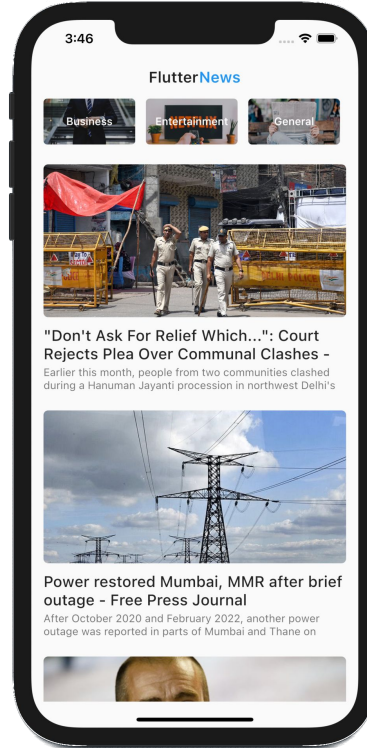 3:46
FlutterNews
Business
Entertainment
NETFLIX
General
"Don't Ask For Relief Which...": Court
Rejects Plea Over Communal Clashes -
Earlier this month, people from two communities clashed
during a Hanuman Jayanti procession in northwest Delhi's
Power restored Mumbai, MMR after brief
outage - Free Press Journal
After October 2020 and February 2022, another power
outage was reported in parts of Mumbai and Thane on